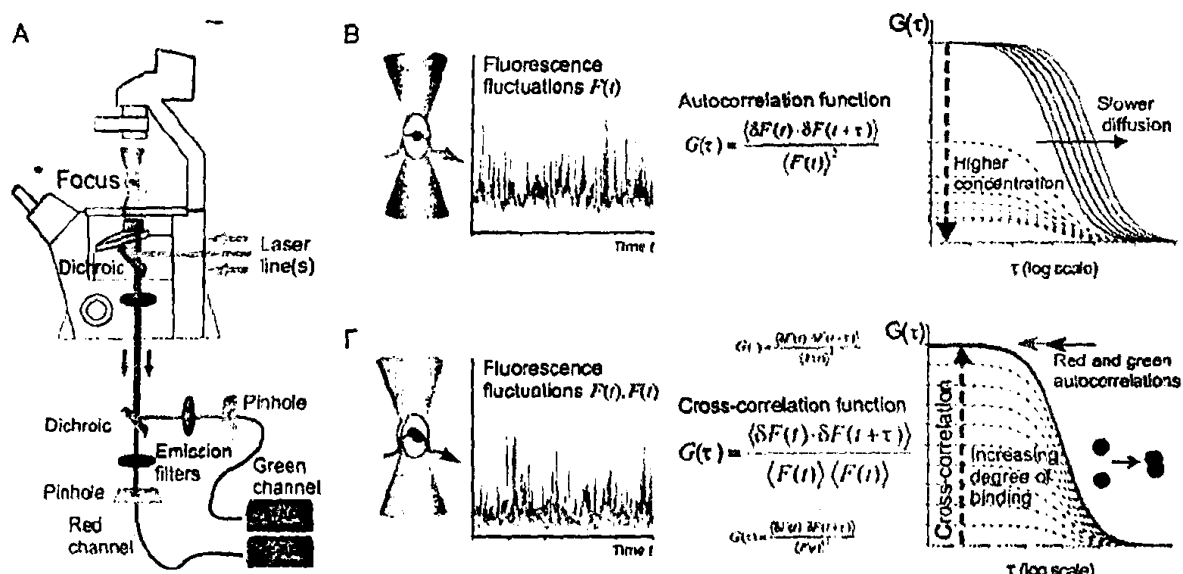 A
Focus
Dichroic
Laser
line(s)
Dichroic
Pinhole
Emission
filters
Pinhole
Green
channel
Red
channel
В
Fluorescence
fluctuations F(t)
Time t
Autocorrelation function
G(τ) = ⟨δF(t)·δF(t+τ)⟩ / ⟨F(t)⟩²
G(τ)
Slower
diffusion
Higher
concentration
τ (log scale)
Г
Fluorescence
fluctuations F(t), F(t)
Time t
Cross-correlation function
G(τ) = ⟨δF(t)·δF(t+τ)⟩ / ⟨F(t)⟩ ⟨F(t)⟩
G(τ)
Red and green
autocorrelations
Cross-correlation
Increasing
degree of
binding
τ (log scale)